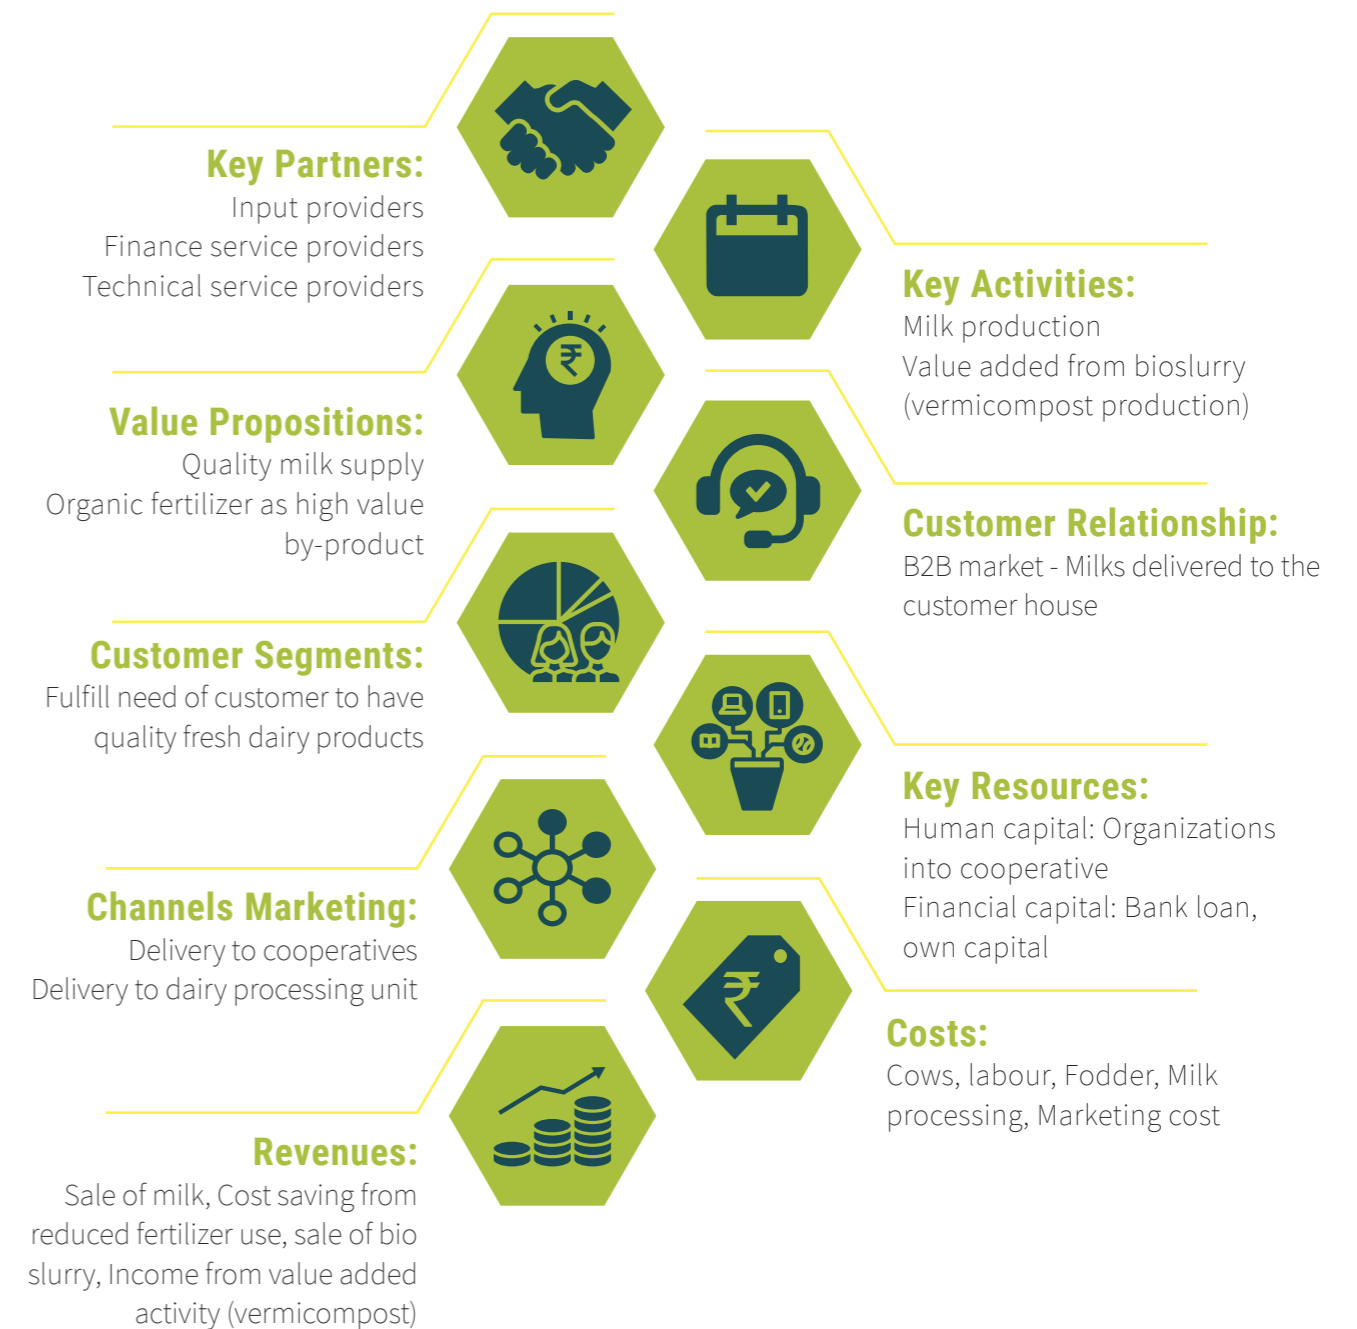 Key Partners:
Input providers
Finance service providers
Technical service providers
Key Activities:
Milk production
Value added from bioslurry
(vermicompost production)
Value Propositions:
Quality milk supply
Organic fertilizer as high value
by-product
Customer Relationship:
B2B market - Milks delivered to the
customer house
Customer Segments:
Fulfill need of customer to have
quality fresh dairy products
Key Resources:
Human capital: Organizations
into cooperative
Financial capital: Bank loan,
own capital
Channels Marketing:
Delivery to cooperatives
Delivery to dairy processing unit
Costs:
Cows, labour, Fodder, Milk
processing, Marketing cost
Revenues:
Sale of milk, Cost saving from
reduced fertilizer use, sale of bio
slurry, Income from value added
activity (vermicompost)